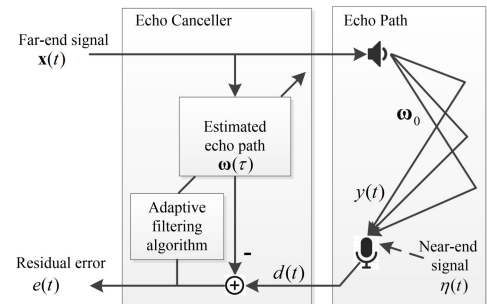 Echo Canceller
Echo Path
Far-end signal
x(t)
Estimated
echo path
ω(τ)
ω₀
Adaptive
filtering
algorithm
y(t)
-
Near-end
signal
η(t)
Residual error
e(t)
d(t)
+